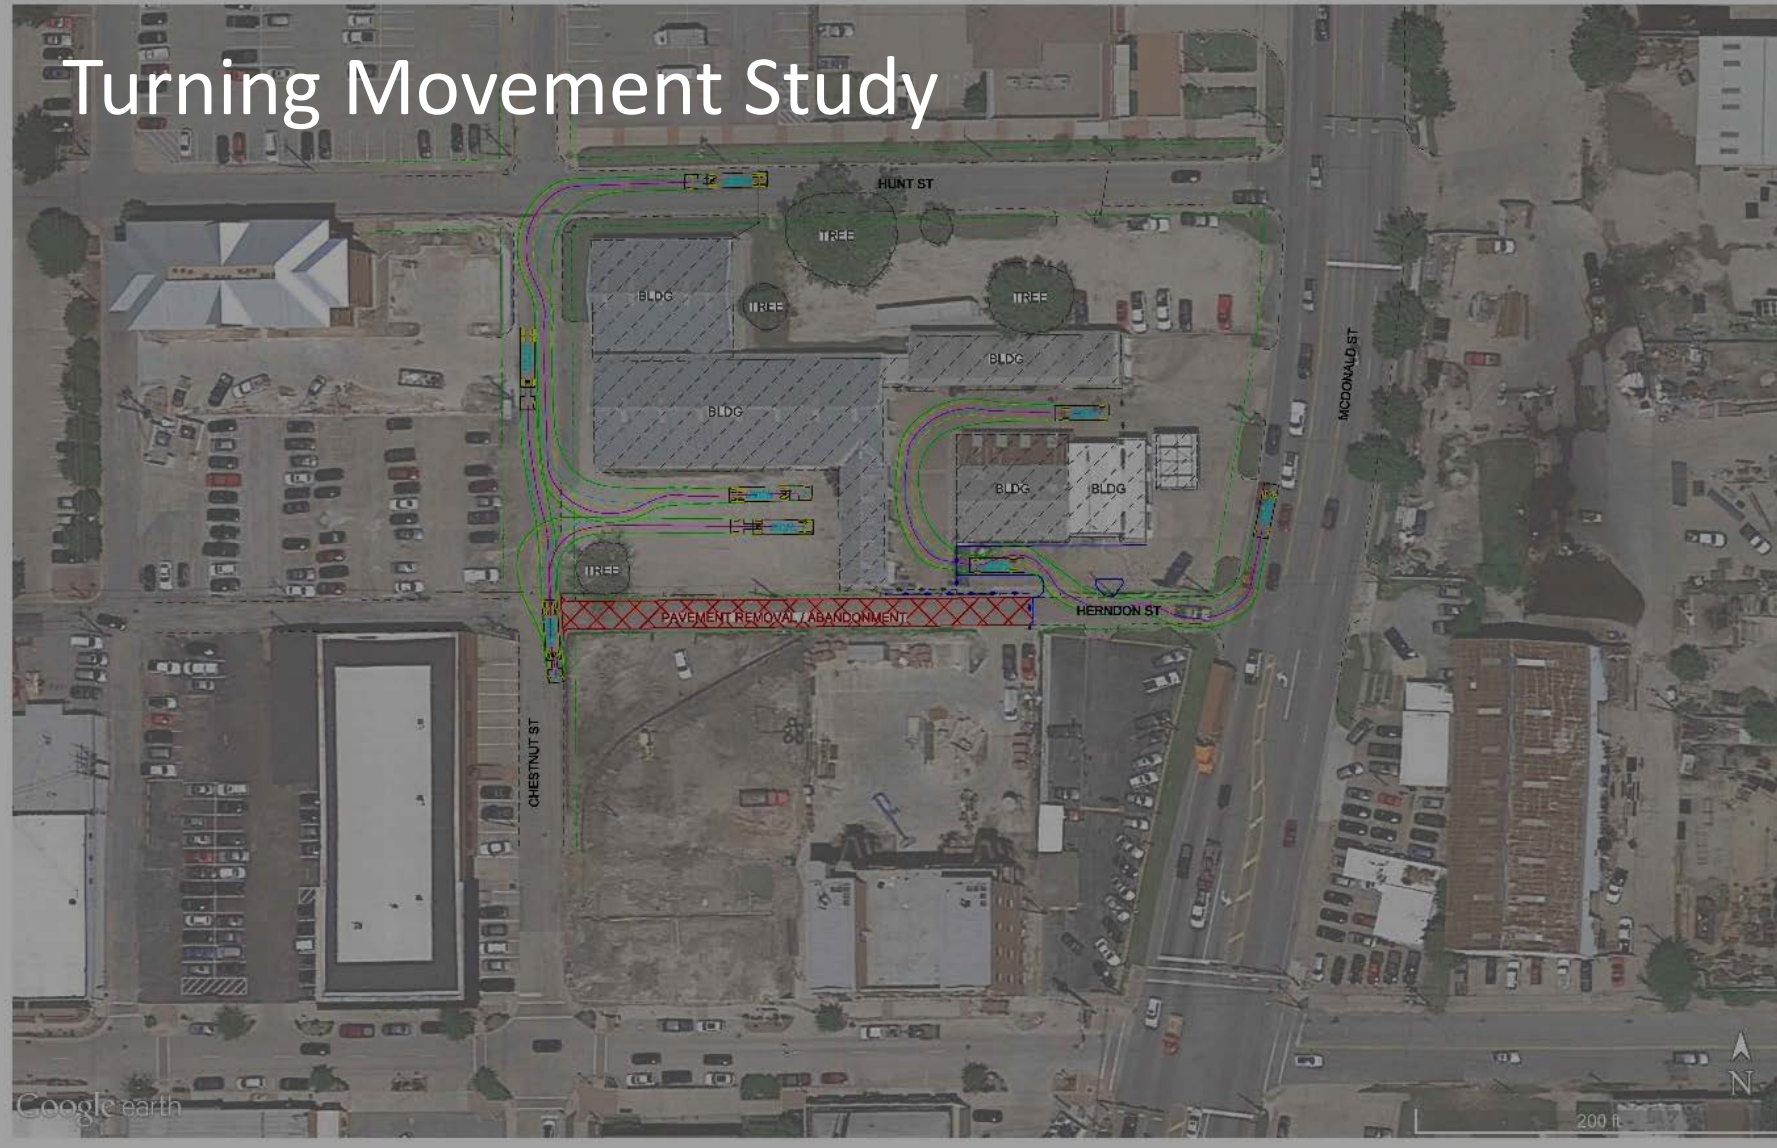 Turning Movement Study
HUNT ST
TREE
BLDG
TREE
TREE
BLDG
MCDONALD ST
BLDG
BLDG
BLDG
TREE
PAVEMENT REMOVAL / ABANDONMENT
HERNDON ST
CHESTNUT ST
N
Google earth
200 ft